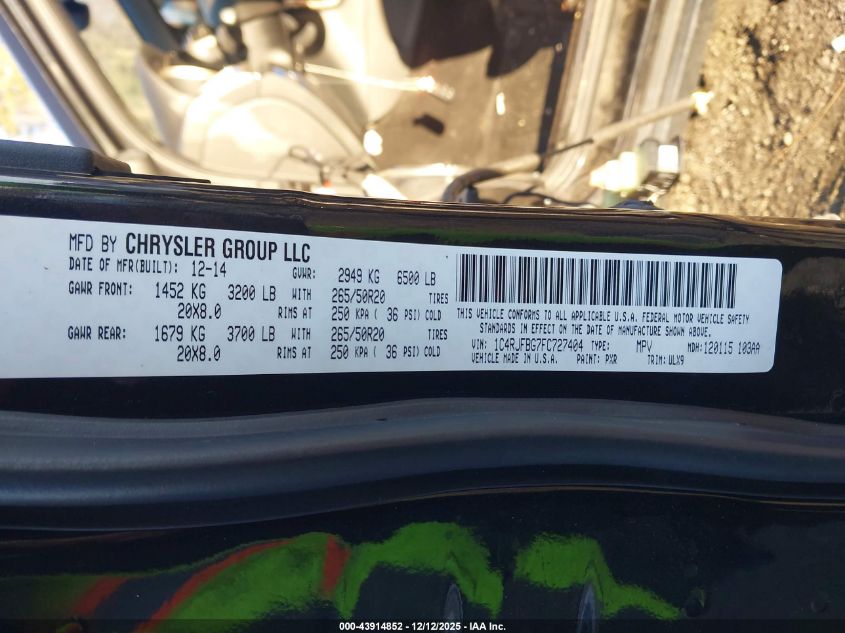 MFD BY CHRYSLER GROUP LLC
DATE OF MFR(BUILT): 12-14 GVWR: 2949 KG 6500 LB
GAWR FRONT: 1452 KG 3200 LB WITH 265/50R20 TIRES
20X8.0 RIMS AT 250 KPA ( 36 PSI) COLD
GAWR REAR: 1679 KG 3700 LB WITH 265/50R20 TIRES
20X8.0 RIMS AT 250 KPA ( 36 PSI) COLD
THIS VEHICLE CONFORMS TO ALL APPLICABLE U.S.A. FEDERAL MOTOR VEHICLE SAFETY
STANDARDS IN EFFECT ON THE DATE OF MANUFACTURE SHOWN ABOVE.
VIN: 1C4RJFBG7FC727404 TYPE: MPV MDH:120115 103AA
VEHICLE MADE IN U.S.A. PAINT: PXR TRIM: ULX9
000-43914852 - 12/12/2025 - IAA Inc.